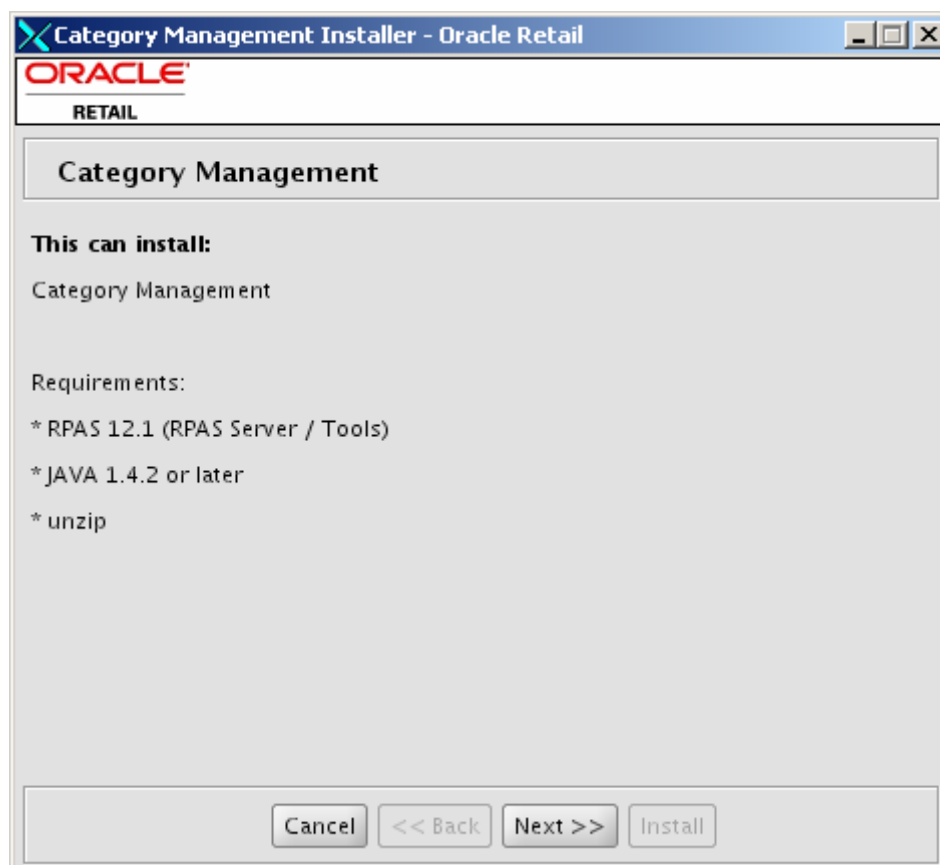 Category Management Installer - Oracle Retail
ORACLE
RETAIL
Category Management
This can install:
Category Management
Requirements:
* RPAS 12.1 (RPAS Server / Tools)
* JAVA 1.4.2 or later
* unzip
Cancel << Back Next >> Install